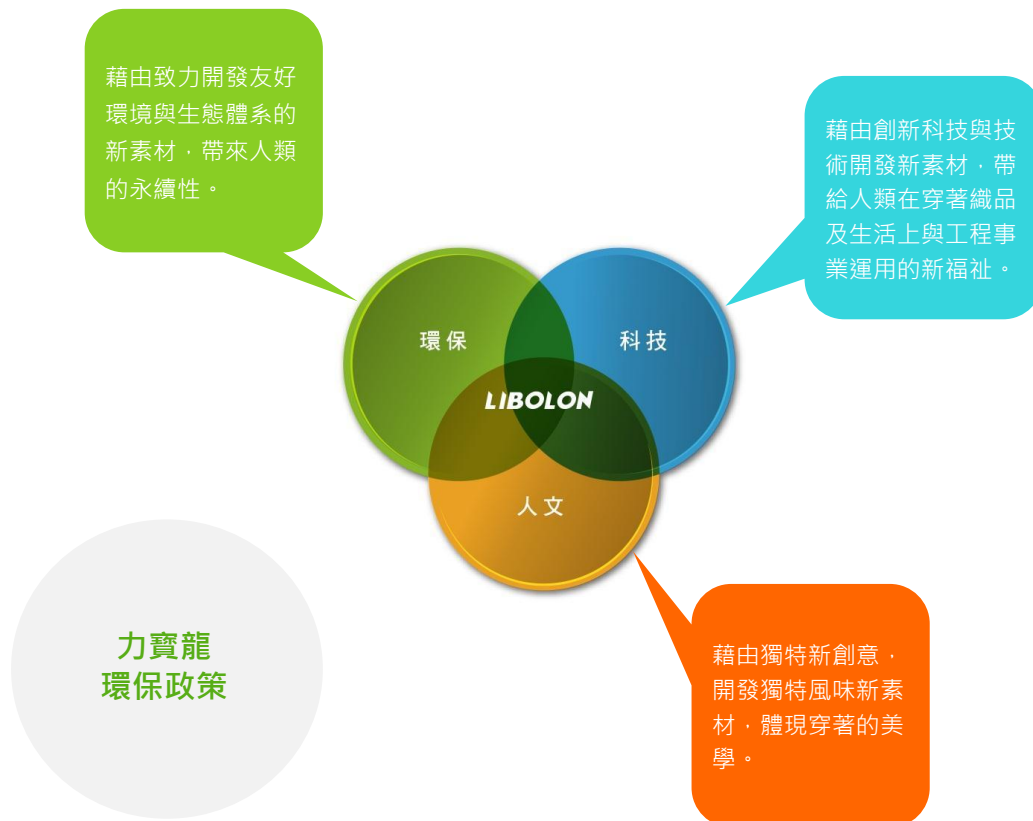 藉由致力開發友好
環境與生態體系的
新素材，帶來人類
的永續性。
藉由創新科技與技
術開發新素材，帶
給人類在穿著織品
及生活上與工程事
業運用的新福祉。
環保
科技
LIBOLON
人文
力寶龍
環保政策
藉由獨特新創意，
開發獨特風味新素
材，體現穿著的美
學。